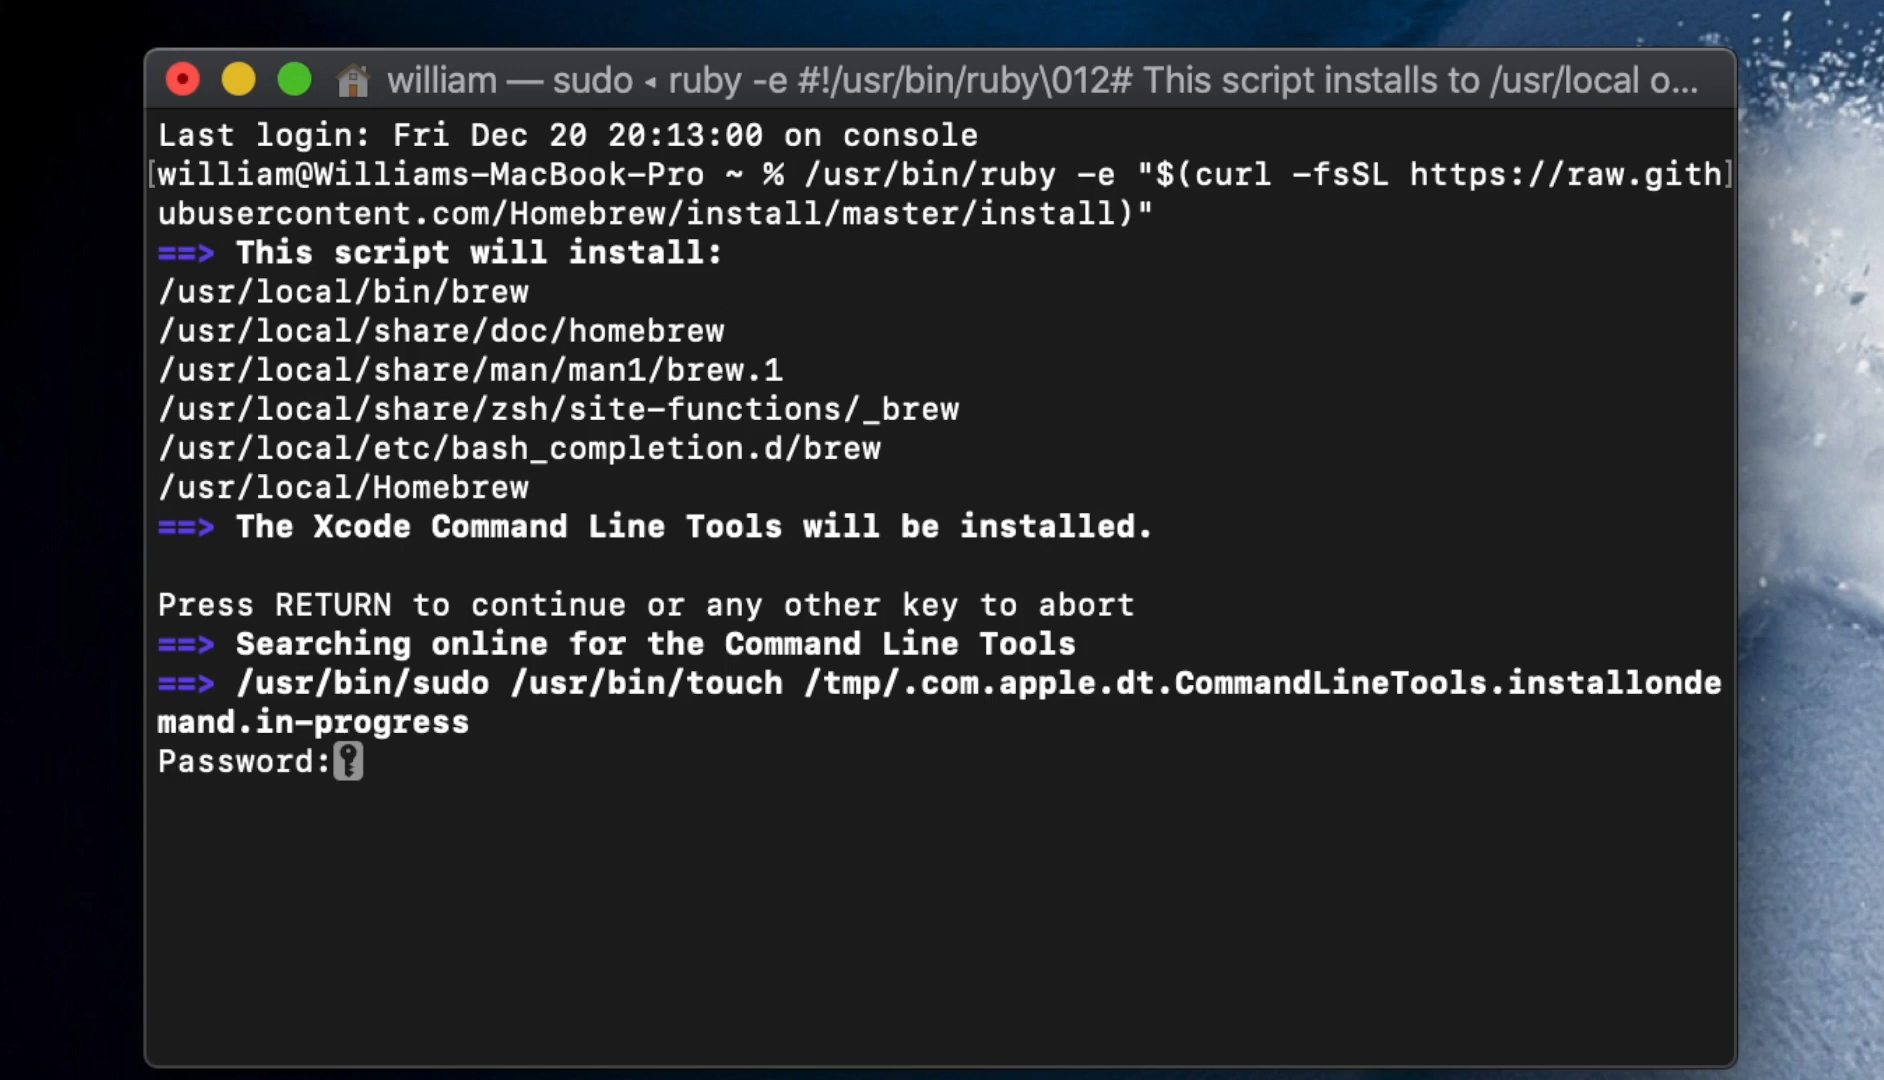 william — sudo ◂ ruby -e #!/usr/bin/ruby\012# This script installs to /usr/local o...
Last login: Fri Dec 20 20:13:00 on console
[william@Williams-MacBook-Pro ~ % /usr/bin/ruby -e "$(curl -fsSL https://raw.gith]
ubusercontent.com/Homebrew/install/master/install)"
==> This script will install:
/usr/local/bin/brew
/usr/local/share/doc/homebrew
/usr/local/share/man/man1/brew.1
/usr/local/share/zsh/site-functions/_brew
/usr/local/etc/bash_completion.d/brew
/usr/local/Homebrew
==> The Xcode Command Line Tools will be installed.
Press RETURN to continue or any other key to abort
==> Searching online for the Command Line Tools
==> /usr/bin/sudo /usr/bin/touch /tmp/.com.apple.dt.CommandLineTools.installonde
mand.in-progress
Password: